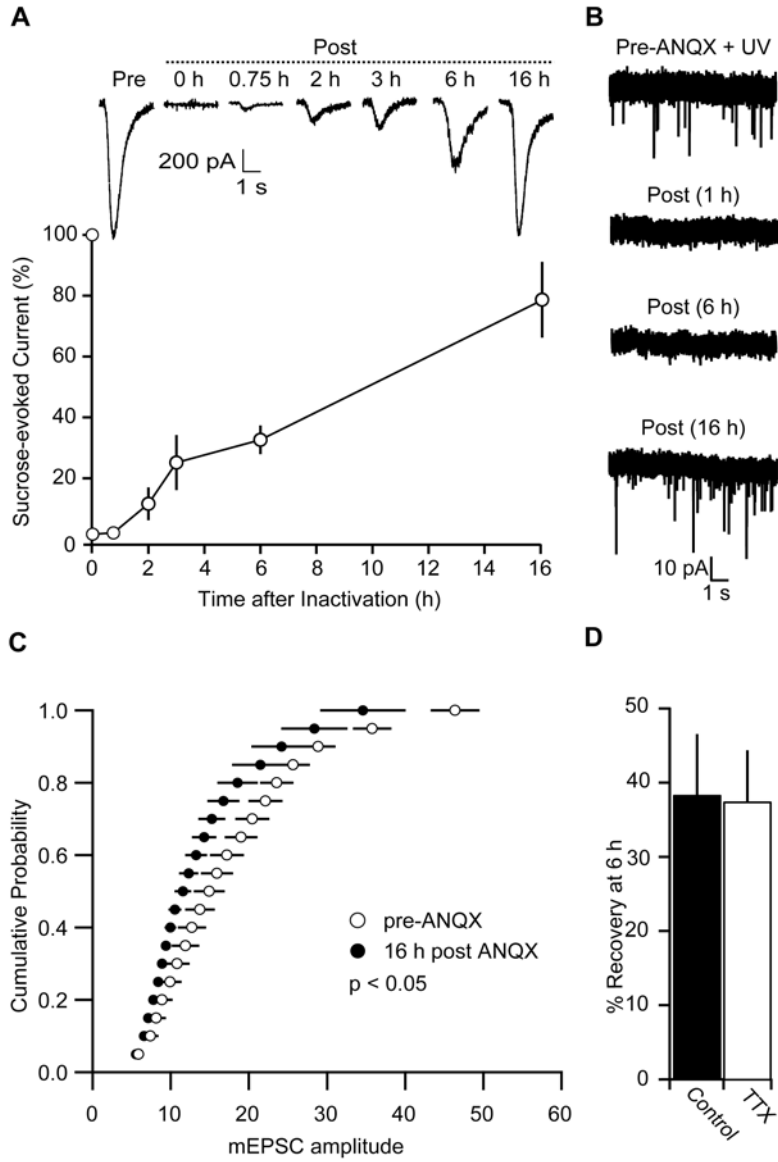 A
Post
Pre 0 h 0.75 h 2 h 3 h 6 h 16 h
200 pA
1 s
100
80
60
40
20
0
Sucrose-evoked Current (%)
0 2 4 6 8 10 12 14 16
Time after Inactivation (h)
B
Pre-ANQX + UV
Post (1 h)
Post (6 h)
Post (16 h)
10 pA
1 s
C
1.0
0.8
0.6
0.4
0.2
0.0
Cumulative Probability
pre-ANQX
16 h post ANQX
p < 0.05
0 10 20 30 40 50 60
mEPSC amplitude
D
50
40
30
20
10
0
% Recovery at 6 h
Control TTX